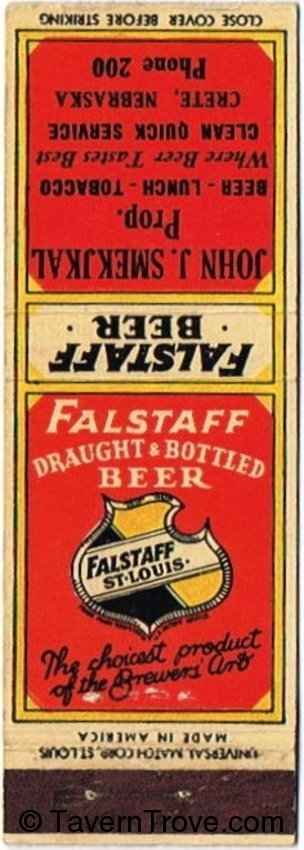 CLOSE COVER BEFORE STRIKING
JOHN J. SMEKJKAL
Prop.
BEER - LUNCH - TOBACCO
Where Beer Tastes Best
CLEAN QUICK SERVICE
CRETE, NEBRASKA
Phone 200
FALSTAFF
· BEER ·
FALSTAFF
DRAUGHT & BOTTLED
BEER
FALSTAFF
ST·LOUIS·
The choicest product
of the Brewers' Art
MADE IN AMERICA
UNIVERSAL MATCH CORP., ST. LOUIS
© TavernTrove.com